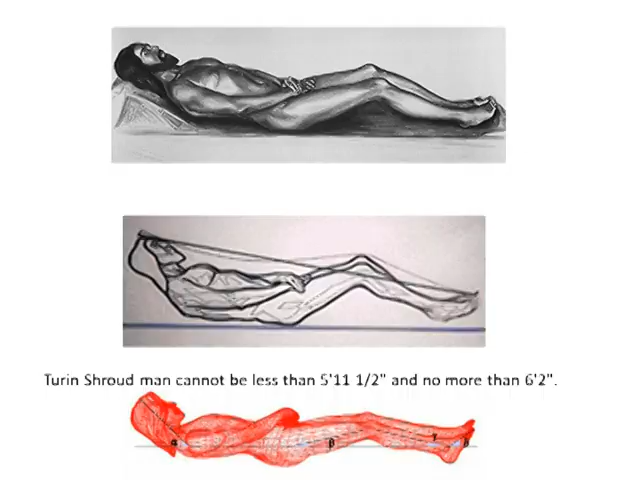 Turin Shroud man cannot be less than 5'11 1/2" and no more than 6'2".
α β γ δ